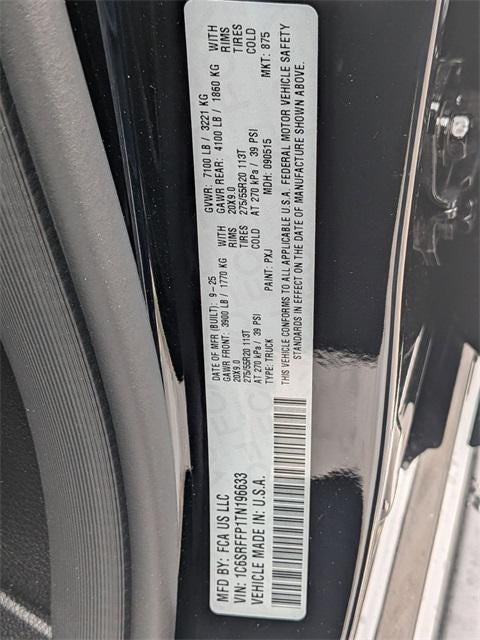 MFD BY: FCA US LLC
VIN: 1C6SRFFP1TN196633
VEHICLE MADE IN: U.S.A.
DATE OF MFR (BUILT): 9-25 GVWR: 7100 LB / 3221 KG
GAWR FRONT: 3900 LB / 1770 KG WITH GAWR REAR: 4100 LB / 1860 KG WITH
20X9.0 RIMS 20X9.0 RIMS
275/55R20 113T TIRES 275/55R20 113T TIRES
AT 270 kPa / 39 PSI COLD AT 270 kPa / 39 PSI COLD
TYPE: TRUCK PAINT: PXJ MDH: 090515 MKT: 875
THIS VEHICLE CONFORMS TO ALL APPLICABLE U.S.A. FEDERAL MOTOR VEHICLE SAFETY
STANDARDS IN EFFECT ON THE DATE OF MANUFACTURE SHOWN ABOVE.